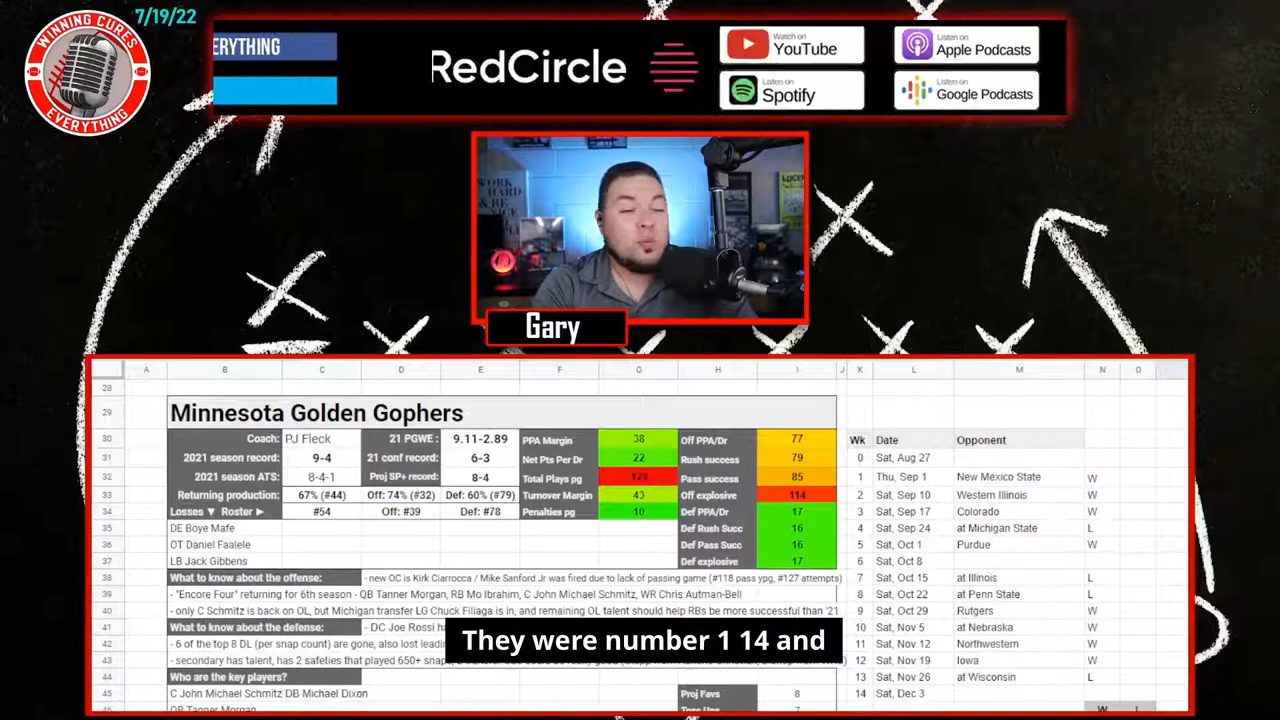 7/19/22
WINNING CURES
EVERYTHING
ERYTHING
RedCircle
Watch on
YouTube
Listen on
Spotify
Listen on
Apple Podcasts
Listen on
Google Podcasts
WORK
HARD
& BE
NICE
Gary
A B C D E F G H I J K L M N O
28
29 Minnesota Golden Gophers
30 Coach: PJ Fleck 21 PGWE : 9.11-2.89 PPA Margin 38 Off PPA/Dr 77 Wk Date Opponent
31 2021 season record: 9-4 21 conf record: 6-3 Net Pts Per Dr 22 Rush success 79 0 Sat, Aug 27
32 2021 season ATS: 8-4-1 Proj SP+ record: 8-4 Total Plays pg Pass success 85 1 Thu, Sep 1 New Mexico State W
33 Returning production: 67% (#44) Off: 74% (#32) Def: 60% (#79) Turnover Margin 43 Off explosive 114 2 Sat, Sep 10 Western Illinois W
34 Losses ▼ Roster ► #54 Off: #39 Def: #78 Penalties pg 10 Def PPA/Dr 17 3 Sat, Sep 17 Colorado W
35 DE Boye Mafe Def Rush Succ 16 4 Sat, Sep 24 at Michigan State L
36 OT Daniel Faalele Def Pass Succ 16 5 Sat, Oct 1 Purdue W
37 LB Jack Gibbens Def explosive 17 6 Sat, Oct 8
38 What to know about the offense: - new OC is Kirk Ciarrocca / Mike Sanford Jr was fired due to lack of passing game (#118 pass ypg, #127 attempts) 7 Sat, Oct 15 at Illinois L
39 - "Encore Four" returning for 6th season - QB Tanner Morgan, RB Mo Ibrahim, C John Michael Schmitz, WR Chris Autman-Bell 8 Sat, Oct 22 at Penn State L
40 - only C Schmitz is back on OL, but Michigan transfer LG Chuck Filiaga is in, and remaining OL talent should help RBs be more successful than '21 9 Sat, Oct 29 Rutgers W
41 What to know about the defense: - DC Joe Rossi 10 Sat, Nov 5 at Nebraska L
42 - 6 of the top 8 DL (per snap count) are gone, also lost 11 Sat, Nov 12 Northwestern W
43 - secondary has talent, has 2 safeties that played 650+ 12 Sat, Nov 19 Iowa W
44 Who are the key players? 13 Sat, Nov 26 at Wisconsin L
45 C John Michael Schmitz DB Michael Dixon Proj Favs 8 14 Sat, Dec 3
QB Tanner Morgan 7 W L
They were number 1 14 and